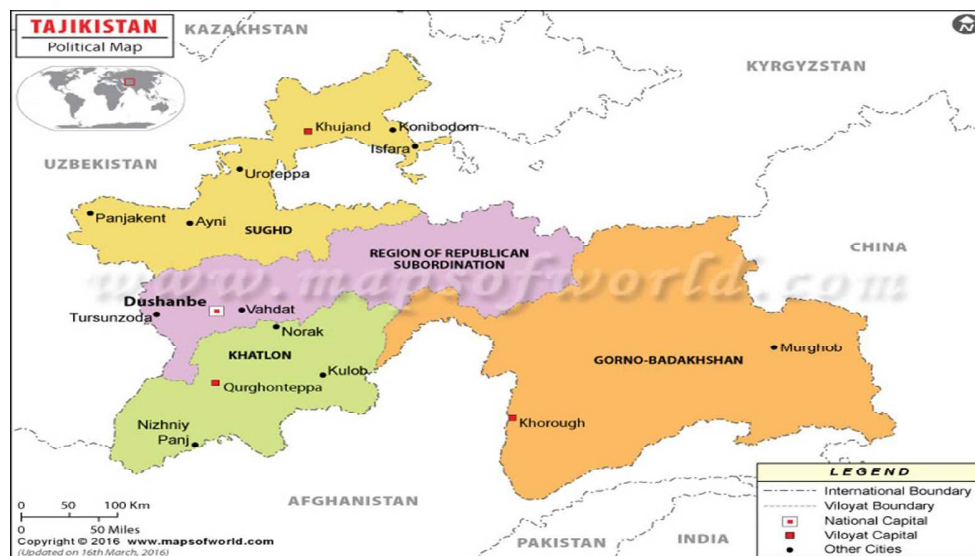 TAJIKISTAN
Political Map
KAZAKHSTAN
N
KYRGYZSTAN
Khujand
Konibodom
Isfara
UZBEKISTAN
Uroteppa
Panjakent
Ayni
SUGHD
REGION OF REPUBLICAN
SUBORDINATION
CHINA
www.mapsofworld.com
Dushanbe
Tursunzoda
Vahdat
Norak
KHATLON
Kulob
GORNO-BADAKHSHAN
Murghob
Qurghonteppa
Khorough
Nizhniy
Panj
AFGHANISTAN
PAKISTAN
INDIA
LEGEND
International Boundary
Viloyat Boundary
National Capital
Viloyat Capital
Other Cities
0 50 100 Km
0 50 Miles
Copyright © 2016 www.mapsofworld.com
(Updated on 16th March, 2016)